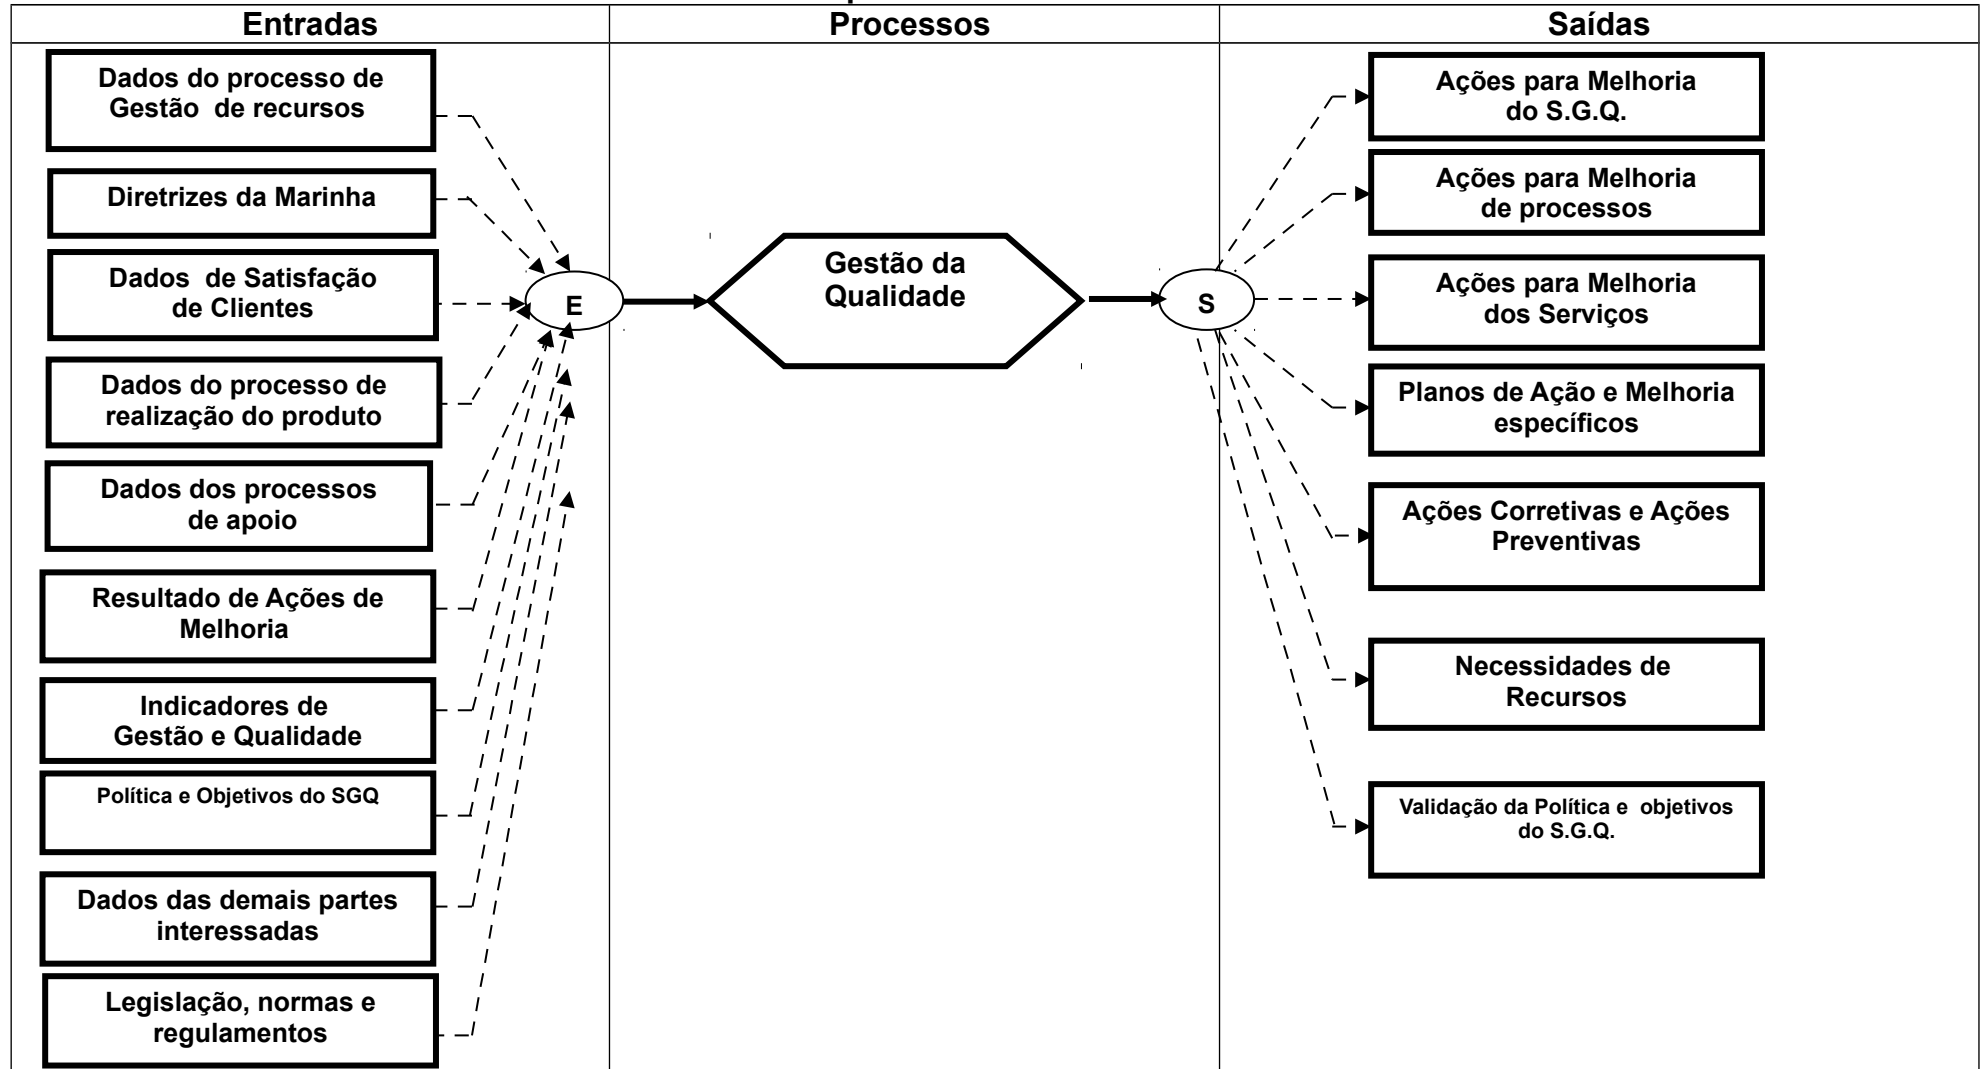 Entradas
Processos
Saídas
Dados do processo de
Gestão de recursos
Diretrizes da Marinha
Dados de Satisfação
de Clientes
Dados do processo de
realização do produto
Dados dos processos
de apoio
Resultado de Ações de
Melhoria
Indicadores de
Gestão e Qualidade
Política e Objetivos do SGQ
Dados das demais partes
interessadas
Legislação, normas e
regulamentos
E
Gestão da
Qualidade
S
Ações para Melhoria
do S.G.Q.
Ações para Melhoria
de processos
Ações para Melhoria
dos Serviços
Planos de Ação e Melhoria
específicos
Ações Corretivas e Ações
Preventivas
Necessidades de
Recursos
Validação da Política e objetivos
do S.G.Q.